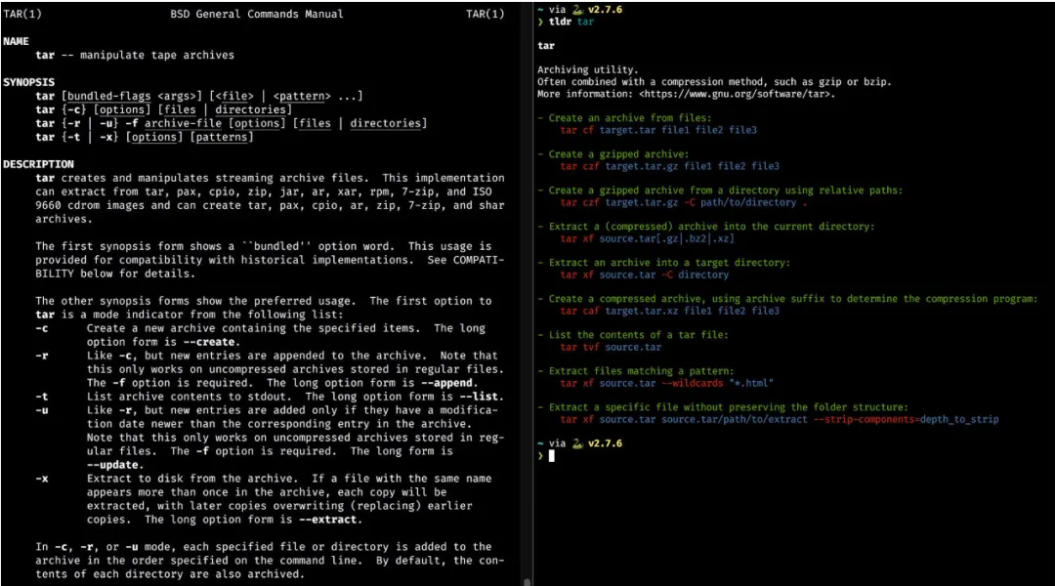 TAR(1) BSD General Commands Manual TAR(1)
NAME
tar -- manipulate tape archives
SYNOPSIS
tar [bundled-flags <args>] [<file> | <pattern> ...]
tar {-c} [options] [files | directories]
tar {-r | -u} -f archive-file [options] [files | directories]
tar {-t | -x} [options] [patterns]
DESCRIPTION
tar creates and manipulates streaming archive files.  This implementation
can extract from tar, pax, cpio, zip, jar, ar, xar, rpm, 7-zip, and ISO
9660 cdrom images and can create tar, pax, cpio, ar, zip, 7-zip, and shar
archives.
The first synopsis form shows a ``bundled'' option word.  This usage is
provided for compatibility with historical implementations.  See COMPATI-
BILITY below for details.
The other synopsis forms show the preferred usage.  The first option to
tar is a mode indicator from the following list:
-c Create a new archive containing the specified items.  The long
option form is --create.
-r Like -c, but new entries are appended to the archive.  Note that
this only works on uncompressed archives stored in regular files.
The -f option is required.  The long option form is --append.
-t List archive contents to stdout.  The long option form is --list.
-u Like -r, but new entries are added only if they have a modifica-
tion date newer than the corresponding entry in the archive.
Note that this only works on uncompressed archives stored in reg-
ular files.  The -f option is required.  The long form is
--update.
-x Extract to disk from the archive.  If a file with the same name
appears more than once in the archive, each copy will be
extracted, with later copies overwriting (replacing) earlier
copies.  The long option form is --extract.
In -c, -r, or -u mode, each specified file or directory is added to the
archive in the order specified on the command line.  By default, the con-
tents of each directory are also archived.
~ via 🐍 v2.7.6
❯ tldr tar
tar
Archiving utility.
Often combined with a compression method, such as gzip or bzip.
More information: <https://www.gnu.org/software/tar>.
- Create an archive from files:
tar cf target.tar file1 file2 file3
- Create a gzipped archive:
tar czf target.tar.gz file1 file2 file3
- Create a gzipped archive from a directory using relative paths:
tar czf target.tar.gz -C path/to/directory .
- Extract a (compressed) archive into the current directory:
tar xf source.tar[.gz|.bz2|.xz]
- Extract an archive into a target directory:
tar xf source.tar -C directory
- Create a compressed archive, using archive suffix to determine the compression program:
tar caf target.tar.xz file1 file2 file3
- List the contents of a tar file:
tar tvf source.tar
- Extract files matching a pattern:
tar xf source.tar --wildcards "*.html"
- Extract a specific file without preserving the folder structure:
tar xf source.tar source.tar/path/to/extract --strip-components=depth_to_strip
~ via 🐍 v2.7.6
❯